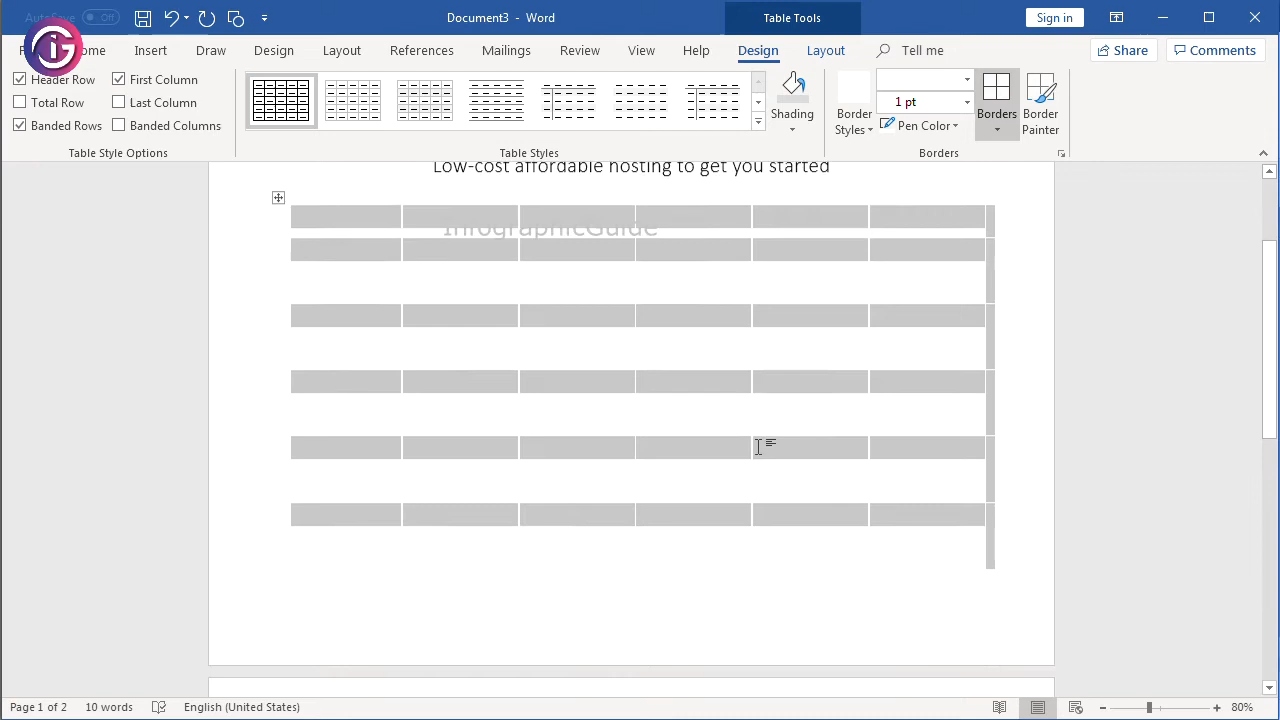 AutoSave Off
Document3 - Word
Table Tools
Sign in
Insert
Draw
Design
Layout
References
Mailings
Review
View
Help
Design
Layout
Tell me
Share
Comments
Header Row
First Column
Total Row
Last Column
Banded Rows
Banded Columns
Table Style Options
Table Styles
Shading
Border Styles
1 pt
Pen Color
Borders
Border Painter
Borders
Low-cost affordable hosting to get you started
InfographicGuide
Page 1 of 2
10 words
English (United States)
80%